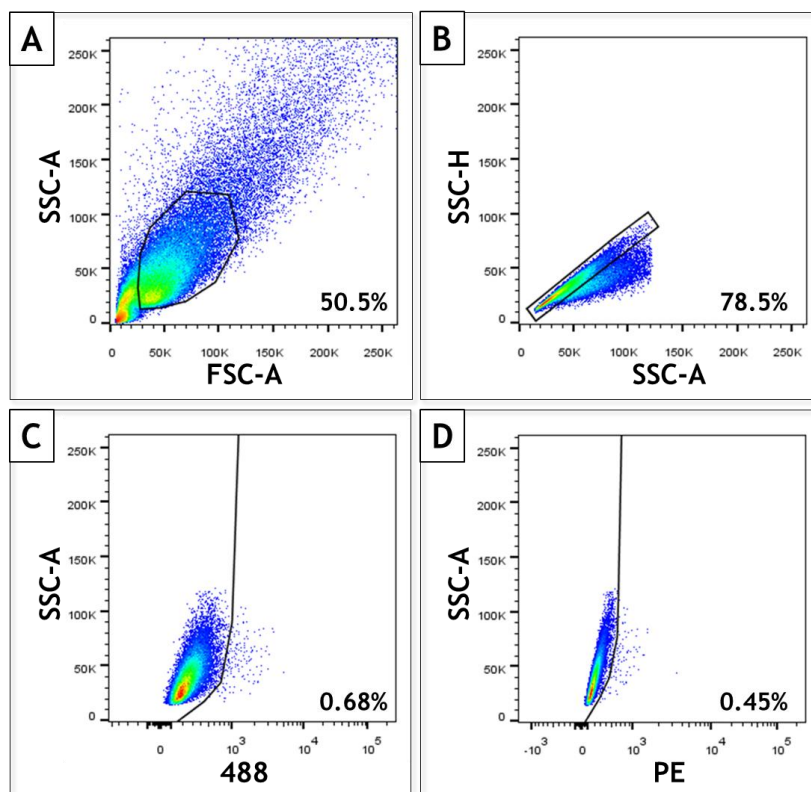 A
250K
200K
150K
100K
50K
0
SSC-A
0 50K 100K 150K 200K 250K
FSC-A
50.5%
B
250K
200K
150K
100K
50K
0
SSC-H
0 50K 100K 150K 200K 250K
SSC-A
78.5%
C
250K
200K
150K
100K
50K
0
SSC-A
0 10³ 10⁴ 10⁵
488
0.68%
D
250K
200K
150K
100K
50K
0
SSC-A
-10³ 0 10³ 10⁴ 10⁵
PE
0.45%